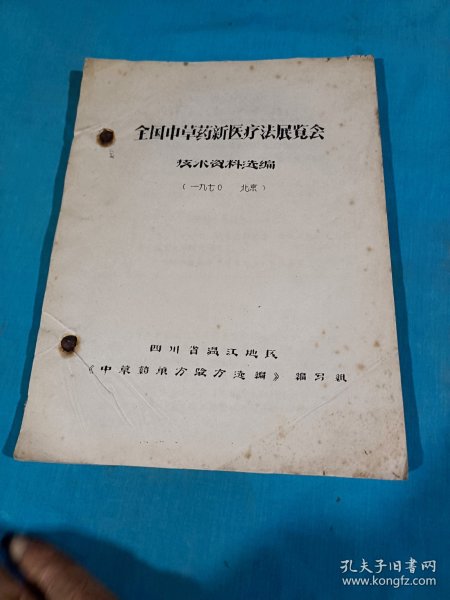 全国中草药新医疗法展览会
技术资料选编
(一九七〇 北京)
四川省温江地民
《中草药单方验方选编》编写组
孔夫子旧书网
www.kongfz.com